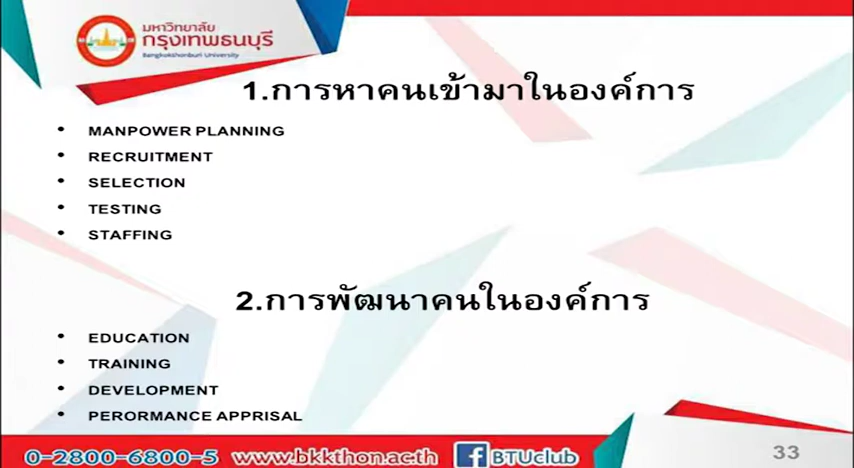 มหาวิทยาลัย
กรุงเทพธนบุรี
Bangkokthonburi University
1.การหาคนเข้ามาในองค์การ
• MANPOWER PLANNING
• RECRUITMENT
• SELECTION
• TESTING
• STAFFING
2.การพัฒนาคนในองค์การ
• EDUCATION
• TRAINING
• DEVELOPMENT
• PERORMANCE APPRISAL
0-2800-6800-5 www.bkkthon.ac.th f BTUclub
33